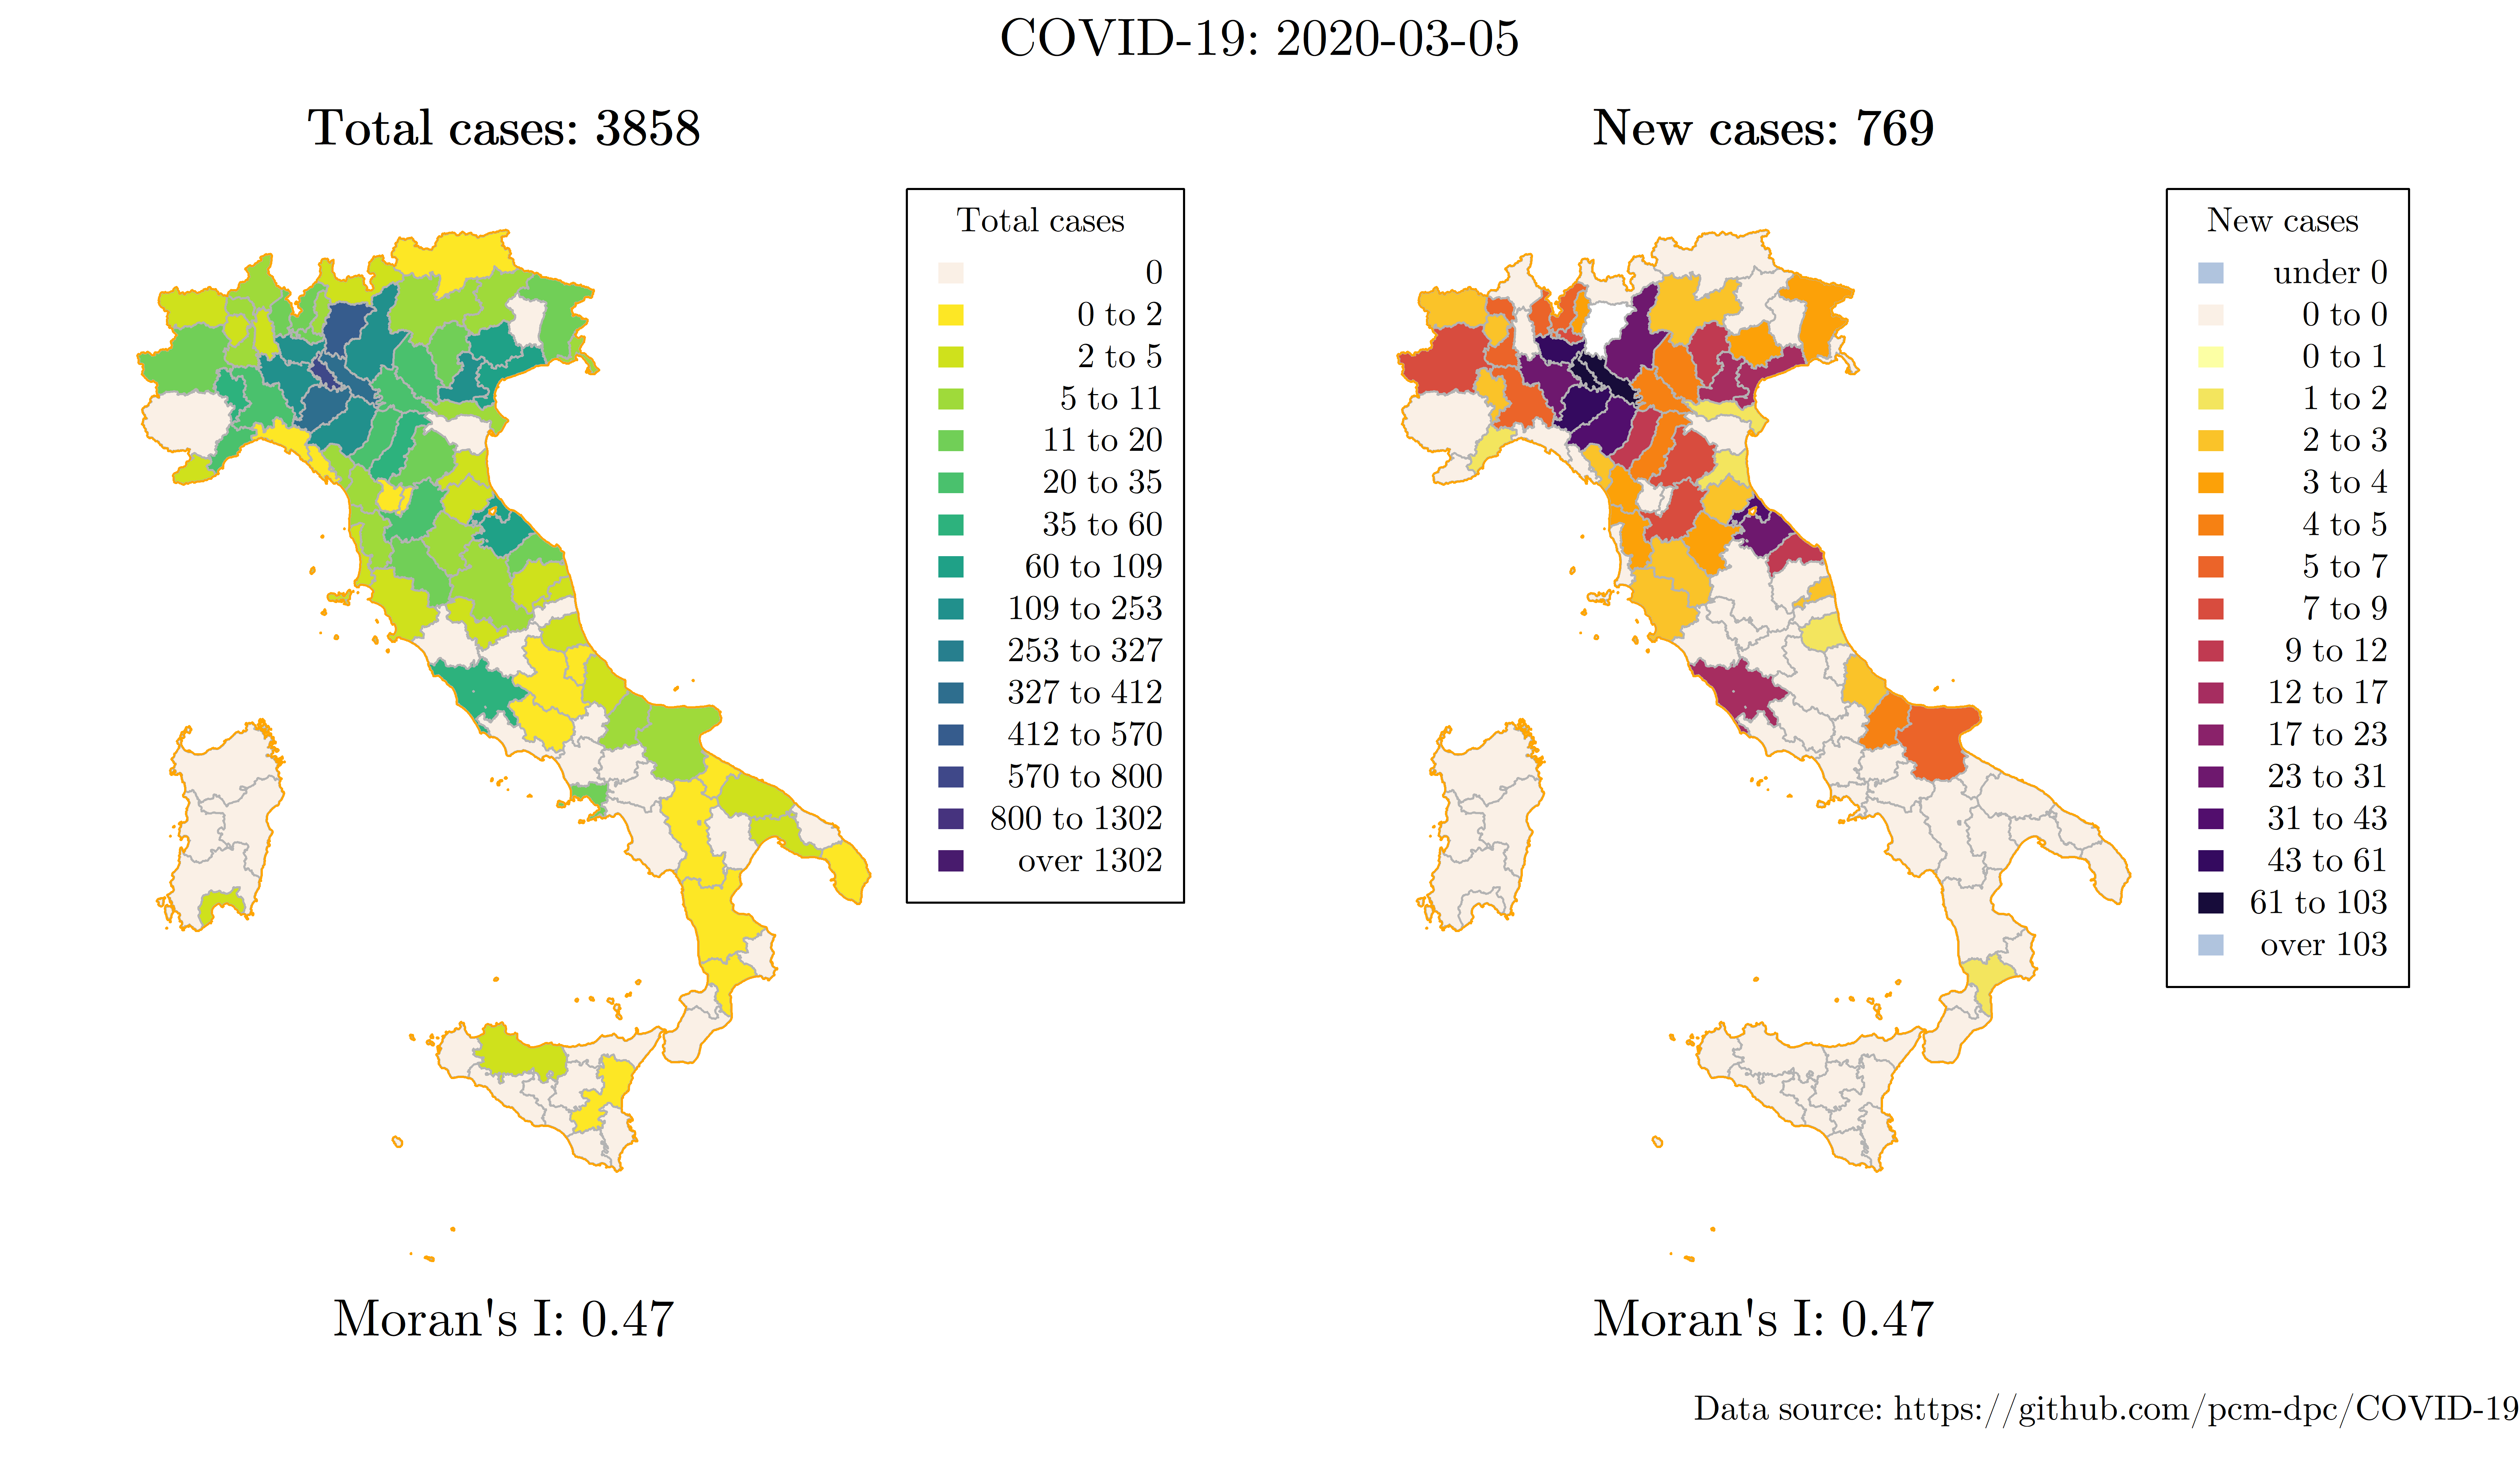 COVID-19: 2020-03-05
Total cases: 3858
Total cases
0
0 to 2
2 to 5
5 to 11
11 to 20
20 to 35
35 to 60
60 to 109
109 to 253
253 to 327
327 to 412
412 to 570
570 to 800
800 to 1302
over 1302
Moran's I: 0.47
New cases: 769
New cases
under 0
0 to 0
0 to 1
1 to 2
2 to 3
3 to 4
4 to 5
5 to 7
7 to 9
9 to 12
12 to 17
17 to 23
23 to 31
31 to 43
43 to 61
61 to 103
over 103
Moran's I: 0.47
Data source: https://github.com/pcm-dpc/COVID-19